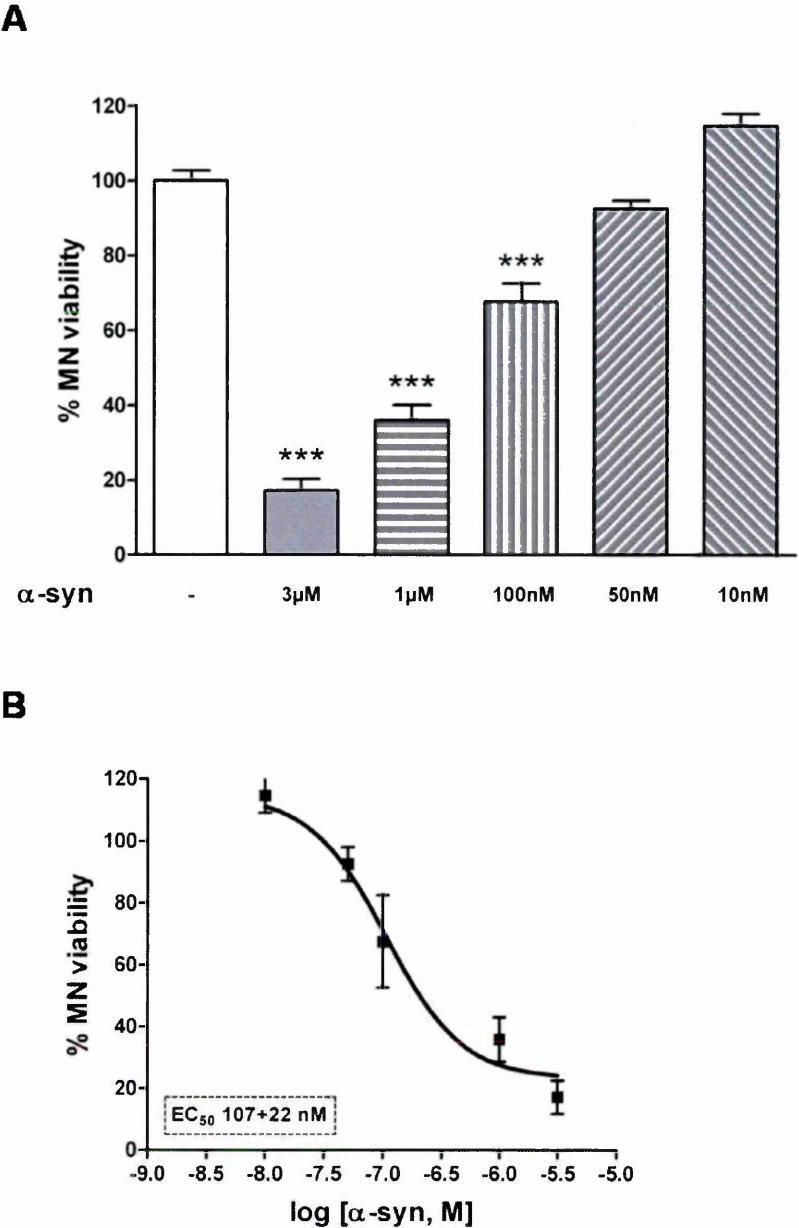 A
120
100
80
60
40
20
0
% MN viability
***
***
***
α-syn - 3µM 1µM 100nM 50nM 10nM
B
120
100
80
60
40
20
0
% MN viability
EC50 107+22 nM
-9.0 -8.5 -8.0 -7.5 -7.0 -6.5 -6.0 -5.5 -5.0
log [α-syn, M]